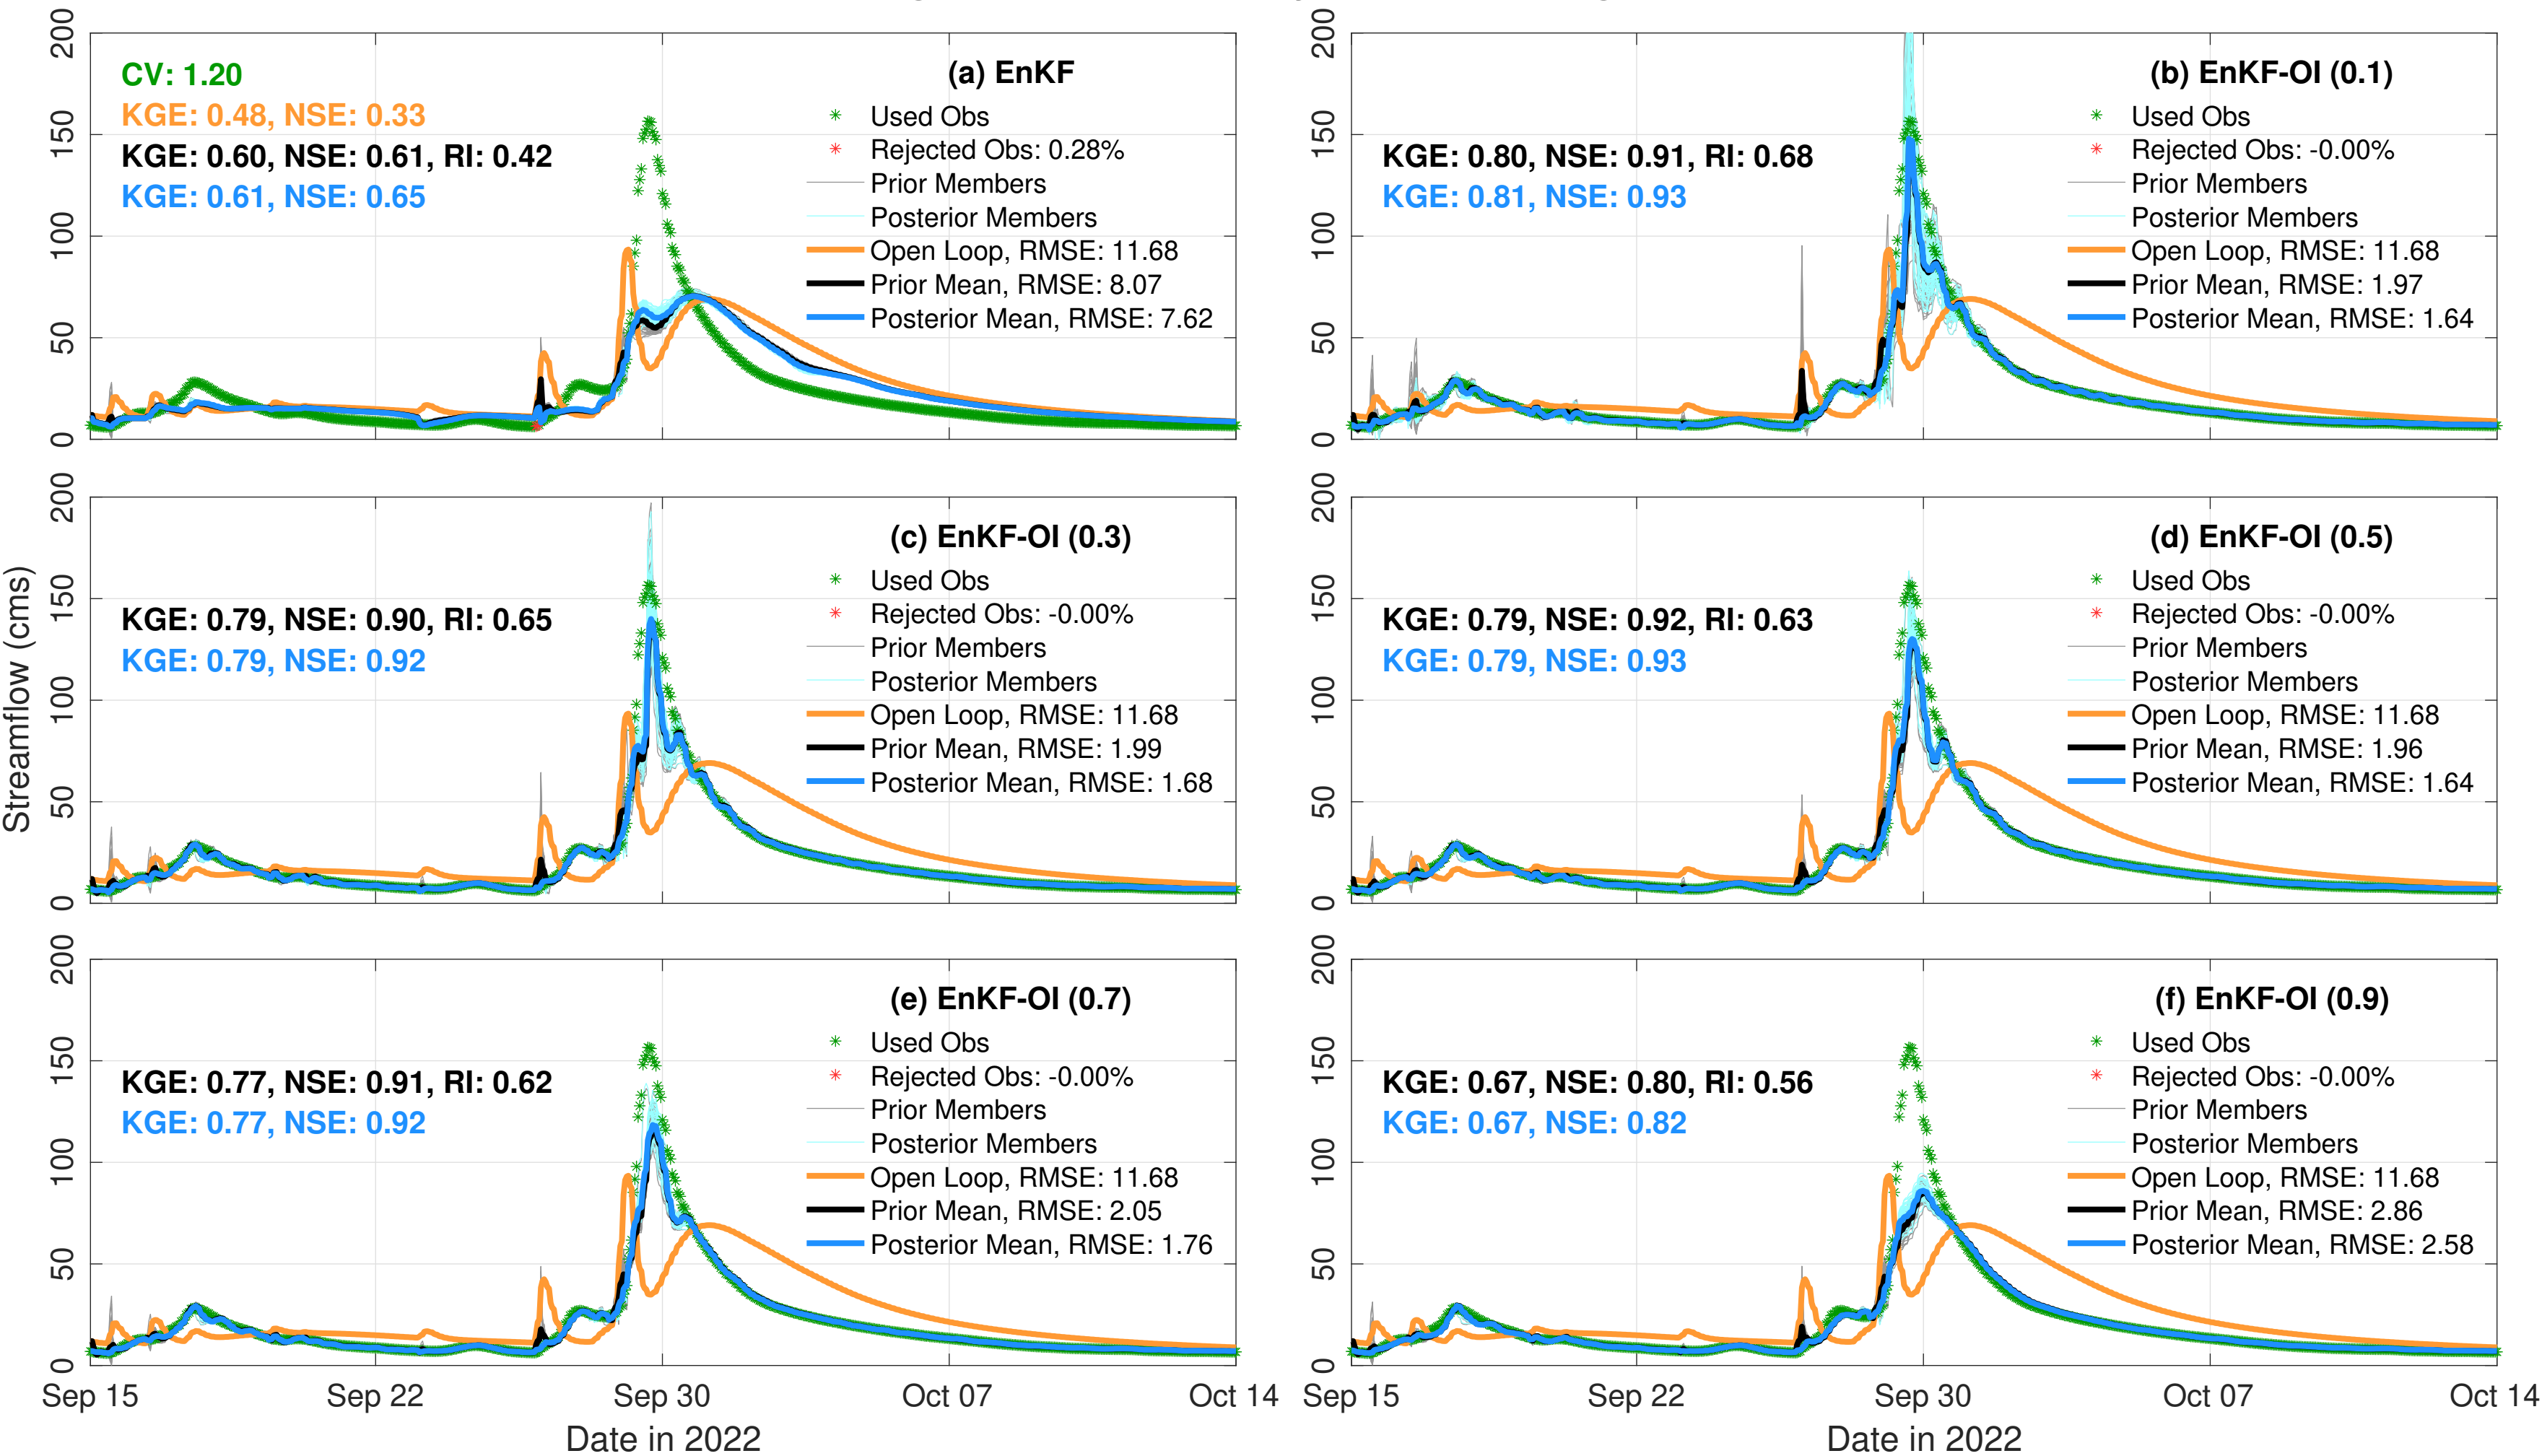 Streamflow (cms)
200
150
100
50
0
CV: 1.20
KGE: 0.48, NSE: 0.33
KGE: 0.60, NSE: 0.61, RI: 0.42
KGE: 0.61, NSE: 0.65
(a) EnKF
Used Obs
Rejected Obs: 0.28%
Prior Members
Posterior Members
Open Loop, RMSE: 11.68
Prior Mean, RMSE: 8.07
Posterior Mean, RMSE: 7.62
200
150
100
50
0
KGE: 0.80, NSE: 0.91, RI: 0.68
KGE: 0.81, NSE: 0.93
(b) EnKF-OI (0.1)
Used Obs
Rejected Obs: -0.00%
Prior Members
Posterior Members
Open Loop, RMSE: 11.68
Prior Mean, RMSE: 1.97
Posterior Mean, RMSE: 1.64
200
150
100
50
0
KGE: 0.79, NSE: 0.90, RI: 0.65
KGE: 0.79, NSE: 0.92
(c) EnKF-OI (0.3)
Used Obs
Rejected Obs: -0.00%
Prior Members
Posterior Members
Open Loop, RMSE: 11.68
Prior Mean, RMSE: 1.99
Posterior Mean, RMSE: 1.68
200
150
100
50
0
KGE: 0.79, NSE: 0.92, RI: 0.63
KGE: 0.79, NSE: 0.93
(d) EnKF-OI (0.5)
Used Obs
Rejected Obs: -0.00%
Prior Members
Posterior Members
Open Loop, RMSE: 11.68
Prior Mean, RMSE: 1.96
Posterior Mean, RMSE: 1.64
200
150
100
50
0
KGE: 0.77, NSE: 0.91, RI: 0.62
KGE: 0.77, NSE: 0.92
(e) EnKF-OI (0.7)
Used Obs
Rejected Obs: -0.00%
Prior Members
Posterior Members
Open Loop, RMSE: 11.68
Prior Mean, RMSE: 2.05
Posterior Mean, RMSE: 1.76
Sep 15 Sep 22 Sep 30 Oct 07 Oct 14
Date in 2022
200
150
100
50
0
KGE: 0.67, NSE: 0.80, RI: 0.56
KGE: 0.67, NSE: 0.82
(f) EnKF-OI (0.9)
Used Obs
Rejected Obs: -0.00%
Prior Members
Posterior Members
Open Loop, RMSE: 11.68
Prior Mean, RMSE: 2.86
Posterior Mean, RMSE: 2.58
Sep 15 Sep 22 Sep 30 Oct 07 Oct 14
Date in 2022